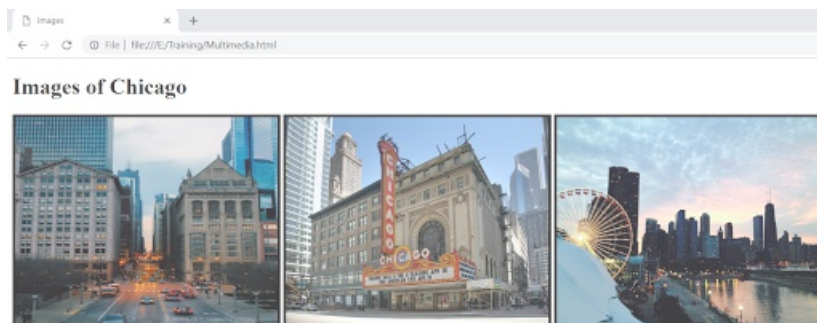 Images
File | file:///E:/Training/Multimedia.html
Images of Chicago
CHICAGO
CHICAGO